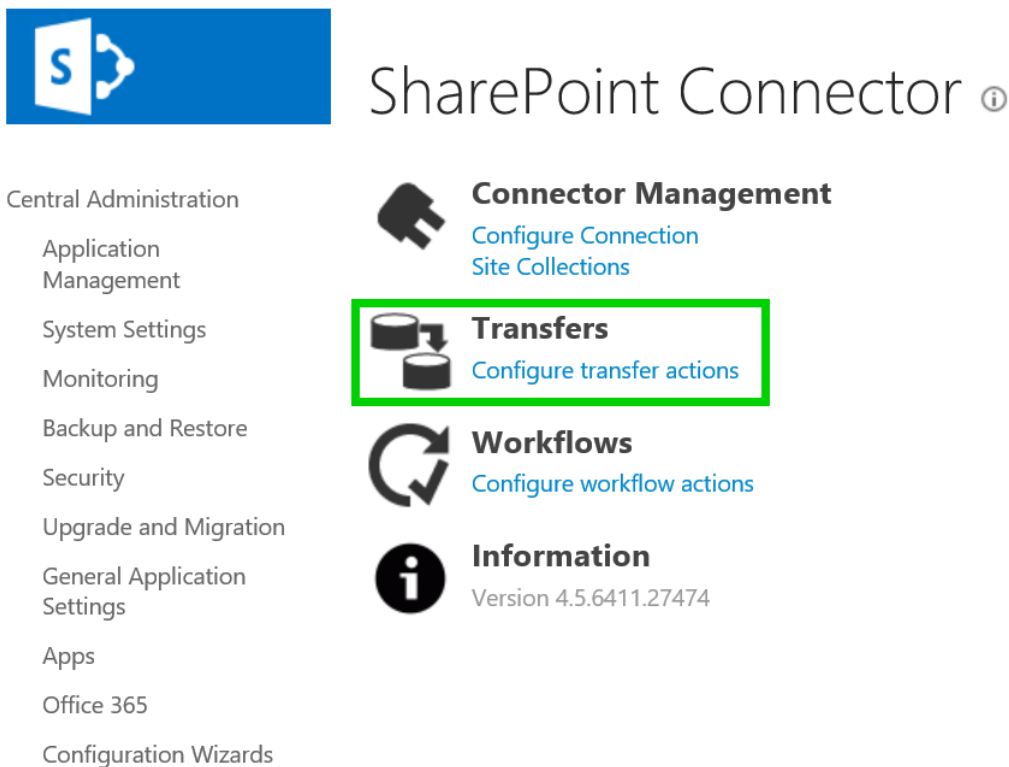 S
SharePoint Connector
Central Administration
Application
Management
System Settings
Monitoring
Backup and Restore
Security
Upgrade and Migration
General Application
Settings
Apps
Office 365
Configuration Wizards
Connector Management
Configure Connection
Site Collections
Transfers
Configure transfer actions
Workflows
Configure workflow actions
Information
Version 4.5.6411.27474